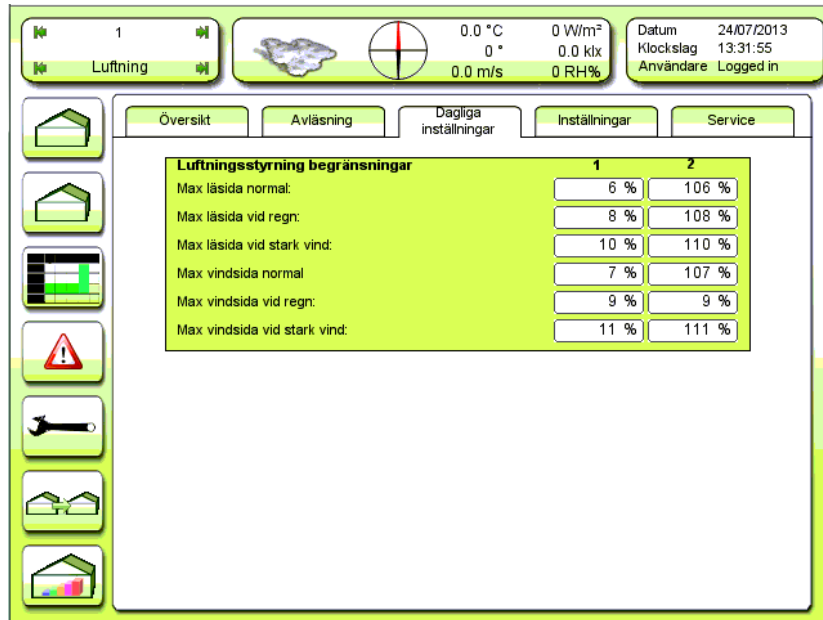 1
Luftning
0.0 °C 0 W/m²
0 ° 0.0 klx
0.0 m/s 0 RH%
Datum 24/07/2013
Klockslag 13:31:55
Användare Logged in
Översikt
Avläsning
Dagliga
inställningar
Inställningar
Service
Luftningsstyrning begränsningar 1 2
Max läsida normal: 6 % 106 %
Max läsida vid regn: 8 % 108 %
Max läsida vid stark vind: 10 % 110 %
Max vindsida normal 7 % 107 %
Max vindsida vid regn: 9 % 9 %
Max vindsida vid stark vind: 11 % 111 %